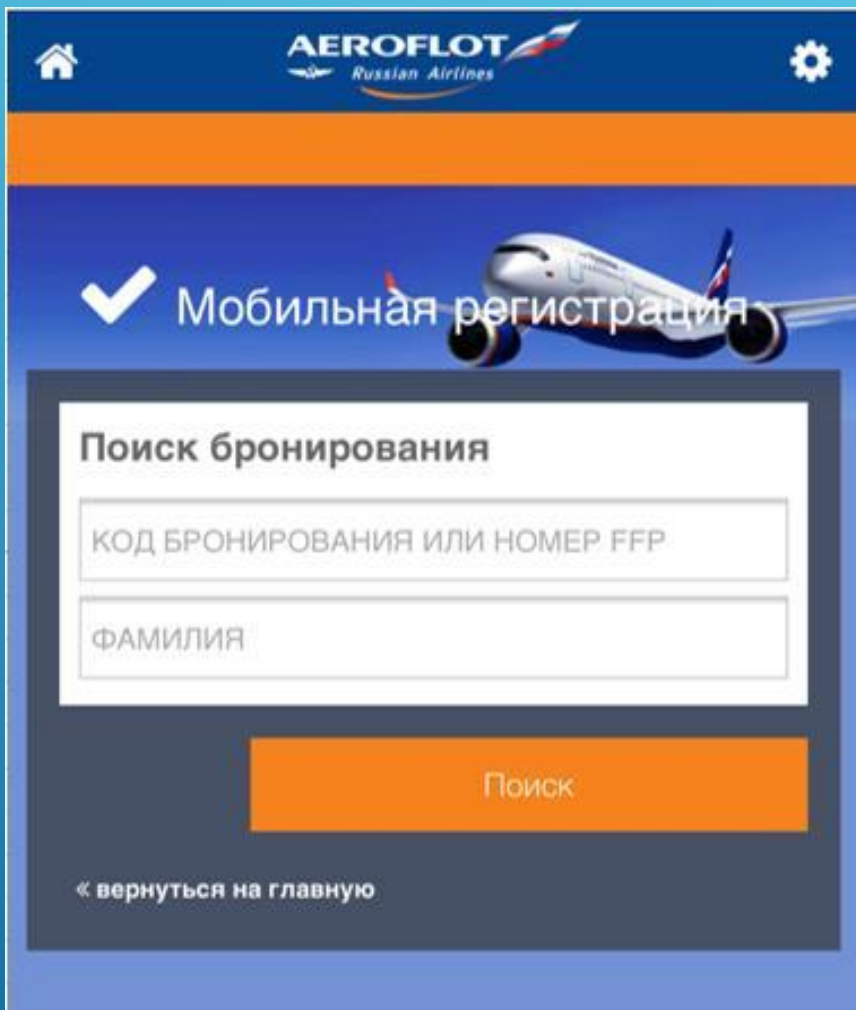 AEROFLOT
Russian Airlines
Мобильная регистрация
Поиск бронирования
КОД БРОНИРОВАНИЯ ИЛИ НОМЕР FFP
ФАМИЛИЯ
Поиск
« вернуться на главную